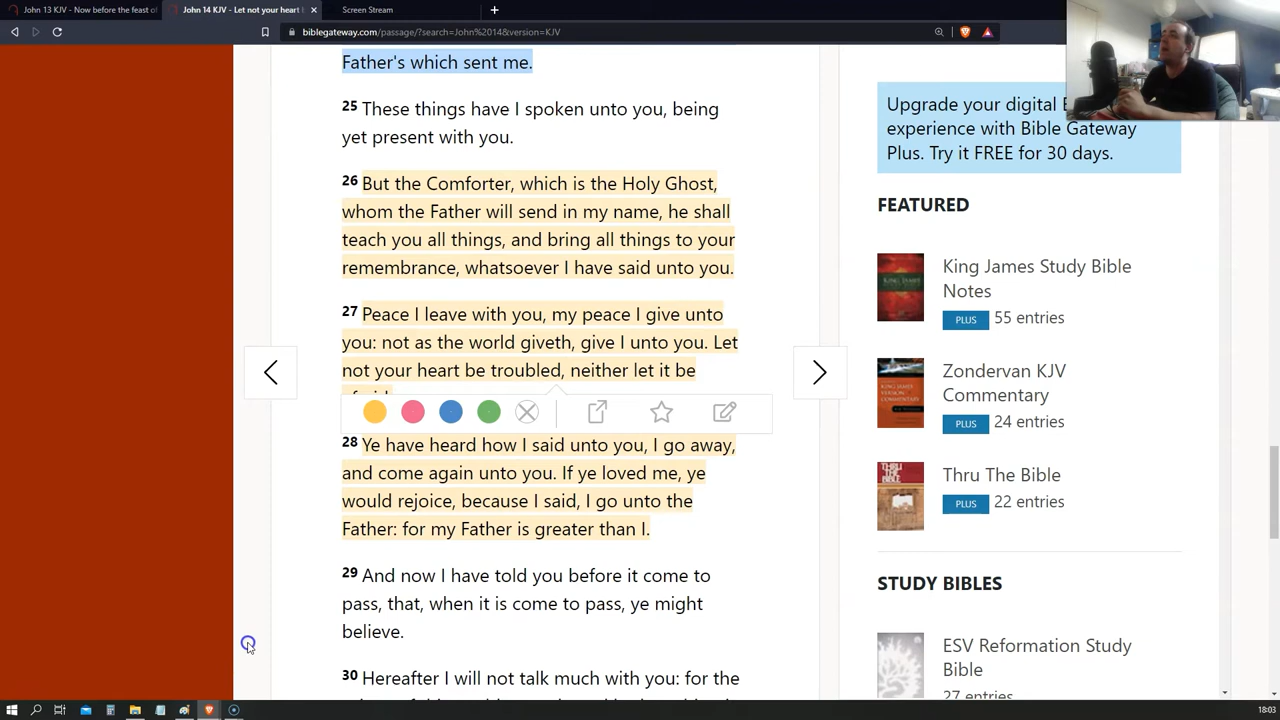 John 13 KJV - Now before the feast of
John 14 KJV - Let not your heart
Screen Stream
biblegateway.com/passage/?search=John%2014&version=KJV
Father's which sent me.
25 These things have I spoken unto you, being
yet present with you.
26 But the Comforter, which is the Holy Ghost,
whom the Father will send in my name, he shall
teach you all things, and bring all things to your
remembrance, whatsoever I have said unto you.
27 Peace I leave with you, my peace I give unto
you: not as the world giveth, give I unto you. Let
not your heart be troubled, neither let it be
28 Ye have heard how I said unto you, I go away,
and come again unto you. If ye loved me, ye
would rejoice, because I said, I go unto the
Father: for my Father is greater than I.
29 And now I have told you before it come to
pass, that, when it is come to pass, ye might
believe.
30 Hereafter I will not talk much with you: for the
Upgrade your digital
experience with Bible Gateway
Plus. Try it FREE for 30 days.
FEATURED
King James Study Bible
Notes
PLUS 55 entries
Zondervan KJV
Commentary
PLUS 24 entries
Thru The Bible
PLUS 22 entries
STUDY BIBLES
ESV Reformation Study
Bible
27 entries
18:03